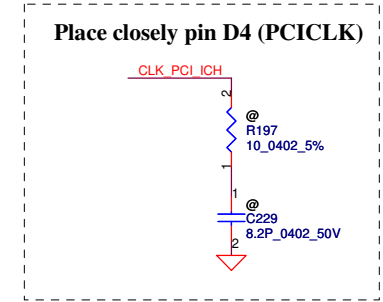 Place closely pin D4 (PCICLK)
CLK_PCI_ICH
2
@
R197
10_0402_5%
1
1
@
C229
8.2P_0402_50V
2